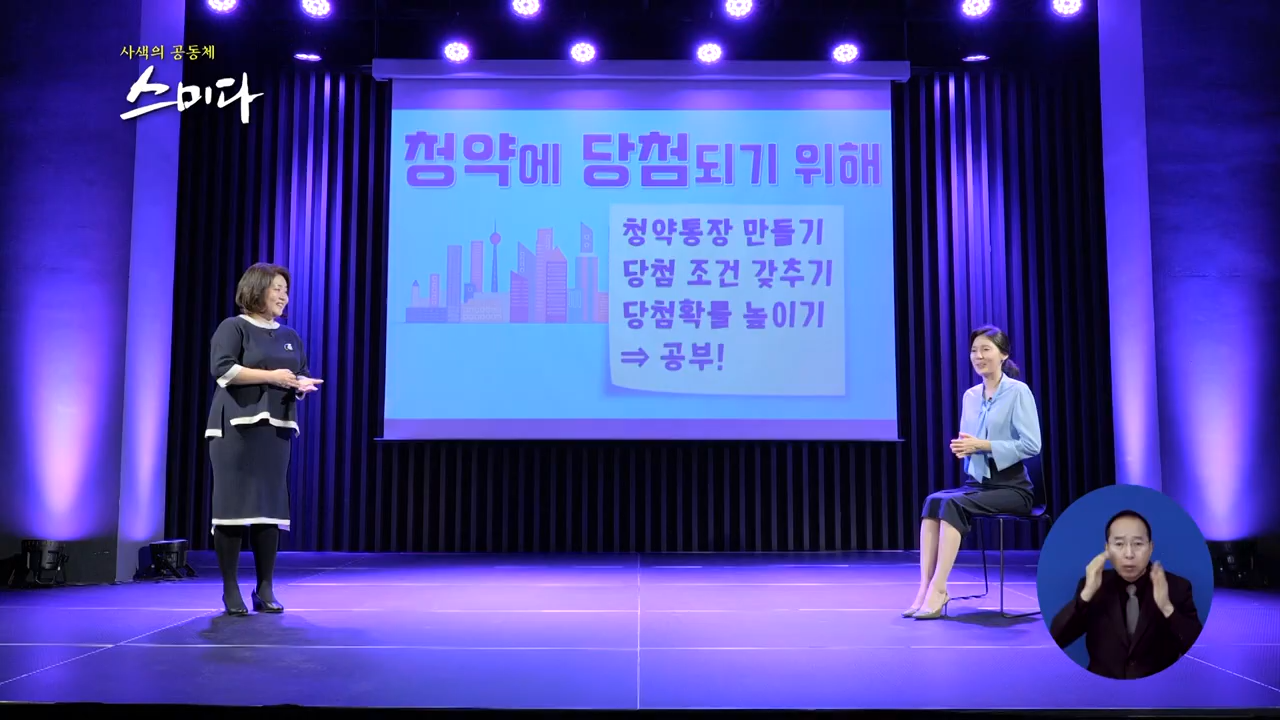 사색의 공동체
스미다
청약에 당첨되기 위해
청약통장 만들기
당첨 조건 갖추기
당첨확률 높이기
⇒ 공부!